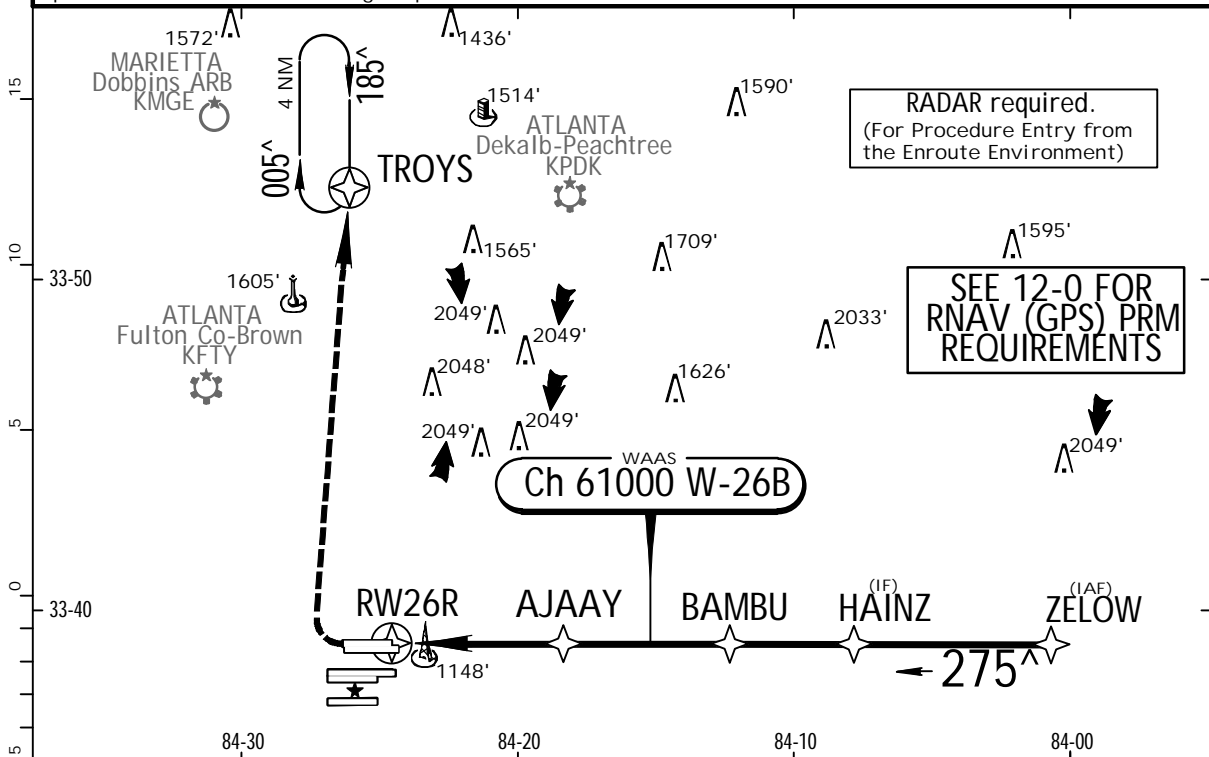 1572'
1436'
MARIETTA
Dobbins ARB
KMGE
4 NM
185^
005^
TROYS
1514'
ATLANTA
Dekalb-Peachtree
KPDK
1590'
RADAR required.
(For Procedure Entry from
the Enroute Environment)
15
10
5
0
5
33-50
33-40
1605'
ATLANTA
Fulton Co-Brown
KFTY
1565'
1709'
1595'
2049'
2049'
2033'
SEE 12-0 FOR
RNAV (GPS) PRM
REQUIREMENTS
2048'
1626'
2049'
2049'
2049'
WAAS
Ch 61000 W-26B
RW26R
AJAAY
BAMBU
(IF)
HAINZ
(IAF)
ZELOW
1148'
275^
84-30
84-20
84-10
84-00